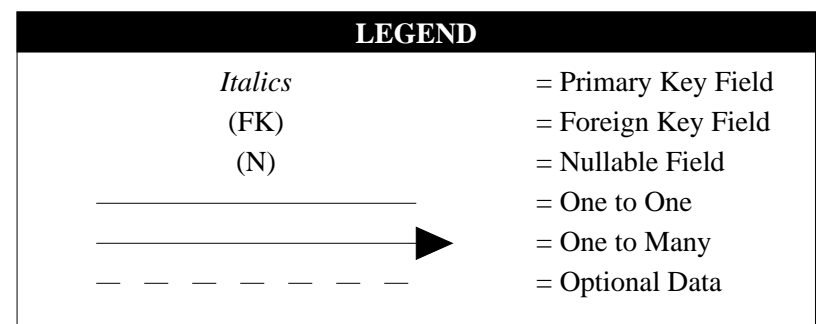 LEGEND
Italics = Primary Key Field
(FK) = Foreign Key Field
(N) = Nullable Field
= One to One
= One to Many
= Optional Data